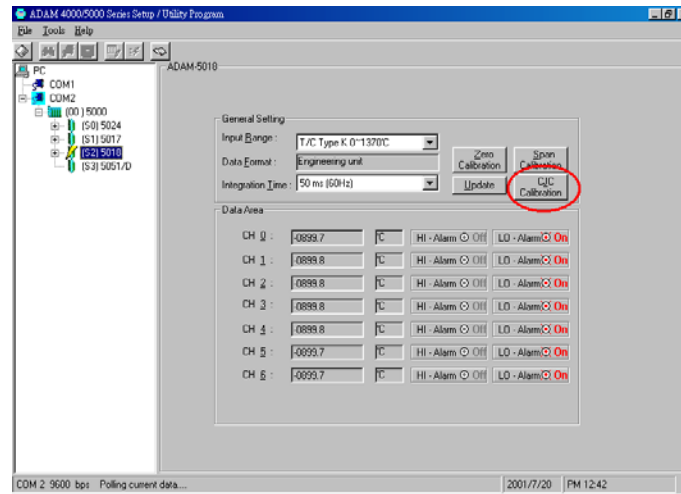 ADAM 4000/5000 Series Setup / Utility Program
File Tools Help
PC
COM1
COM2
(00 ) 5000
(S0) 5024
(S1) 5017
(S2) 5018
(S3) 5051/D
ADAM-5018
General Setting
Input Range : T/C Type K 0~1370℃
Data Format : Engineering unit
Integration Time : 50 ms (60Hz)
Zero Calibration
Span Calibration
Update
CJC Calibration
Data Area
CH 0 : -0899.7 ℃ HI - Alarm Off LO - Alarm On
CH 1 : -0899.8 ℃ HI - Alarm Off LO - Alarm On
CH 2 : -0899.8 ℃ HI - Alarm Off LO - Alarm On
CH 3 : -0899.8 ℃ HI - Alarm Off LO - Alarm On
CH 4 : -0899.8 ℃ HI - Alarm Off LO - Alarm On
CH 5 : -0899.7 ℃ HI - Alarm Off LO - Alarm On
CH 6 : -0899.7 ℃ HI - Alarm Off LO - Alarm On
COM 2 9600 bps Polling current data.... 2001/7/20 PM 12:42